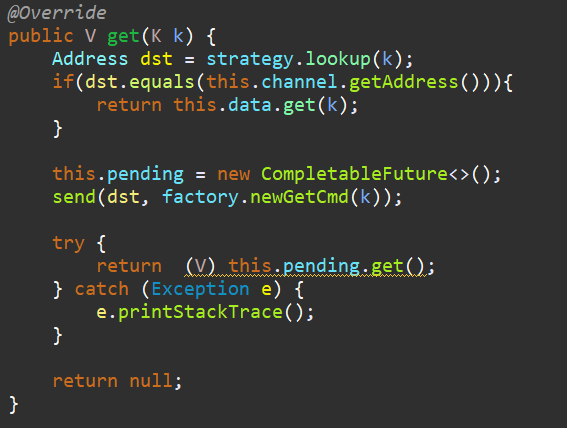 @Override
public V get(K k) {
    Address dst = strategy.lookup(k);
    if(dst.equals(this.channel.getAddress())){
        return this.data.get(k);
    }

    this.pending = new CompletableFuture<>();
    send(dst, factory.newGetCmd(k));

    try {
        return  (V) this.pending.get();
    } catch (Exception e) {
        e.printStackTrace();
    }

    return null;
}